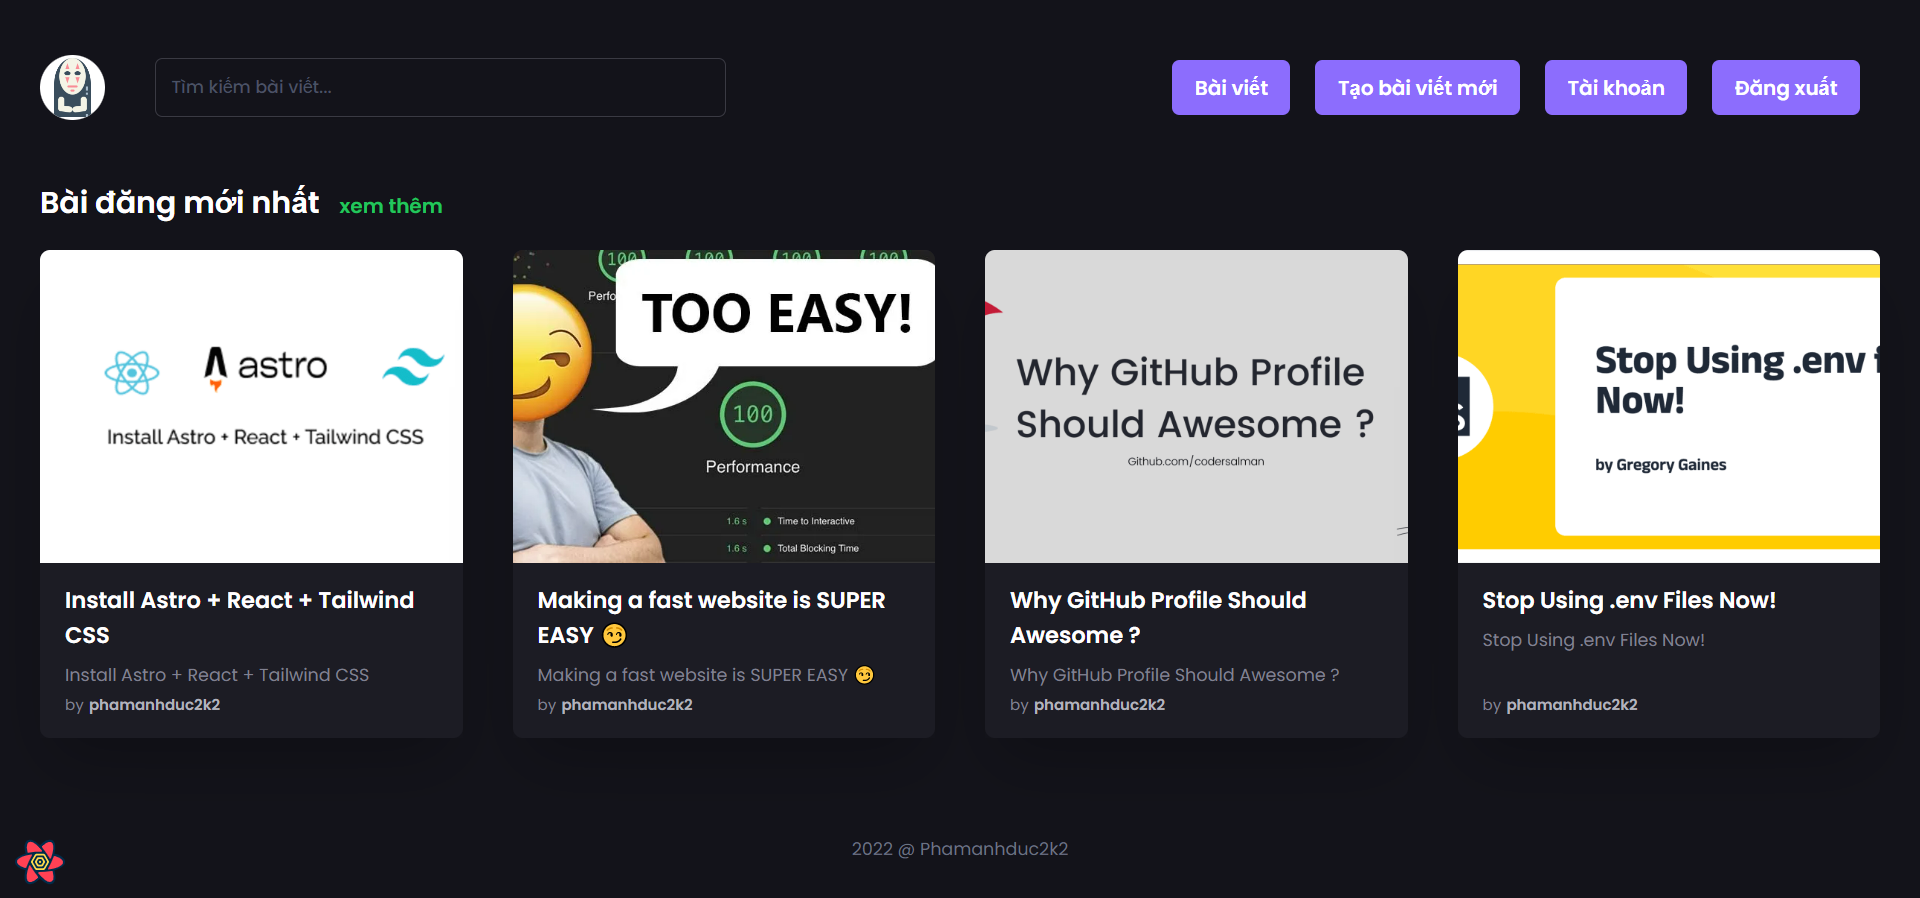 Tìm kiếm bài viết...
Bài viết
Tạo bài viết mới
Tài khoản
Đăng xuất
Bài đăng mới nhất xem thêm
astro
Install Astro + React + Tailwind CSS
100 100 100 100
Perfo
TOO EASY!
100
Performance
1.6 s Time to Interactive
1.6 s Total Blocking Time
Why GitHub Profile
Should Awesome ?
Github.com/codersalman
Stop Using .env f
Now!
by Gregory Gaines
S
Install Astro + React + Tailwind
CSS
Install Astro + React + Tailwind CSS
by phamanhduc2k2
Making a fast website is SUPER
EASY 😏
Making a fast website is SUPER EASY 😏
by phamanhduc2k2
Why GitHub Profile Should
Awesome ?
Why GitHub Profile Should Awesome ?
by phamanhduc2k2
Stop Using .env Files Now!
Stop Using .env Files Now!
by phamanhduc2k2
2022 @ Phamanhduc2k2